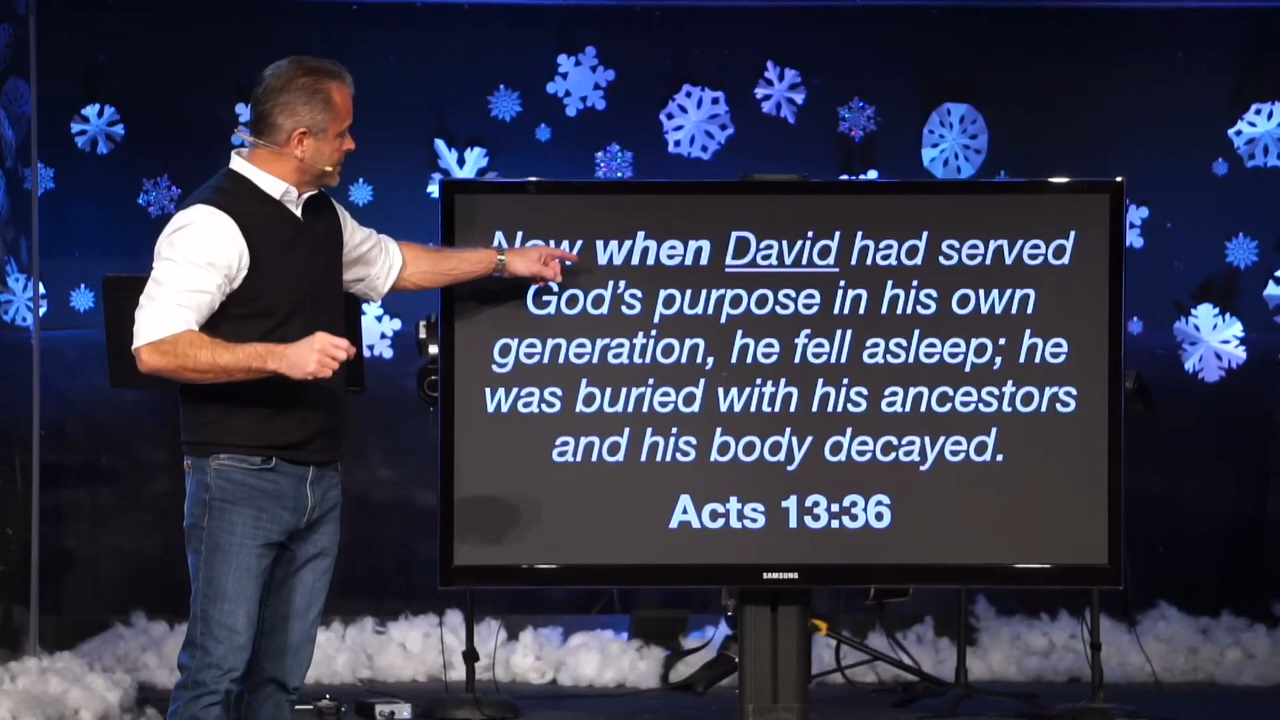 Now when David had served
God's purpose in his own
generation, he fell asleep; he
was buried with his ancestors
and his body decayed.
Acts 13:36
SAMSUNG